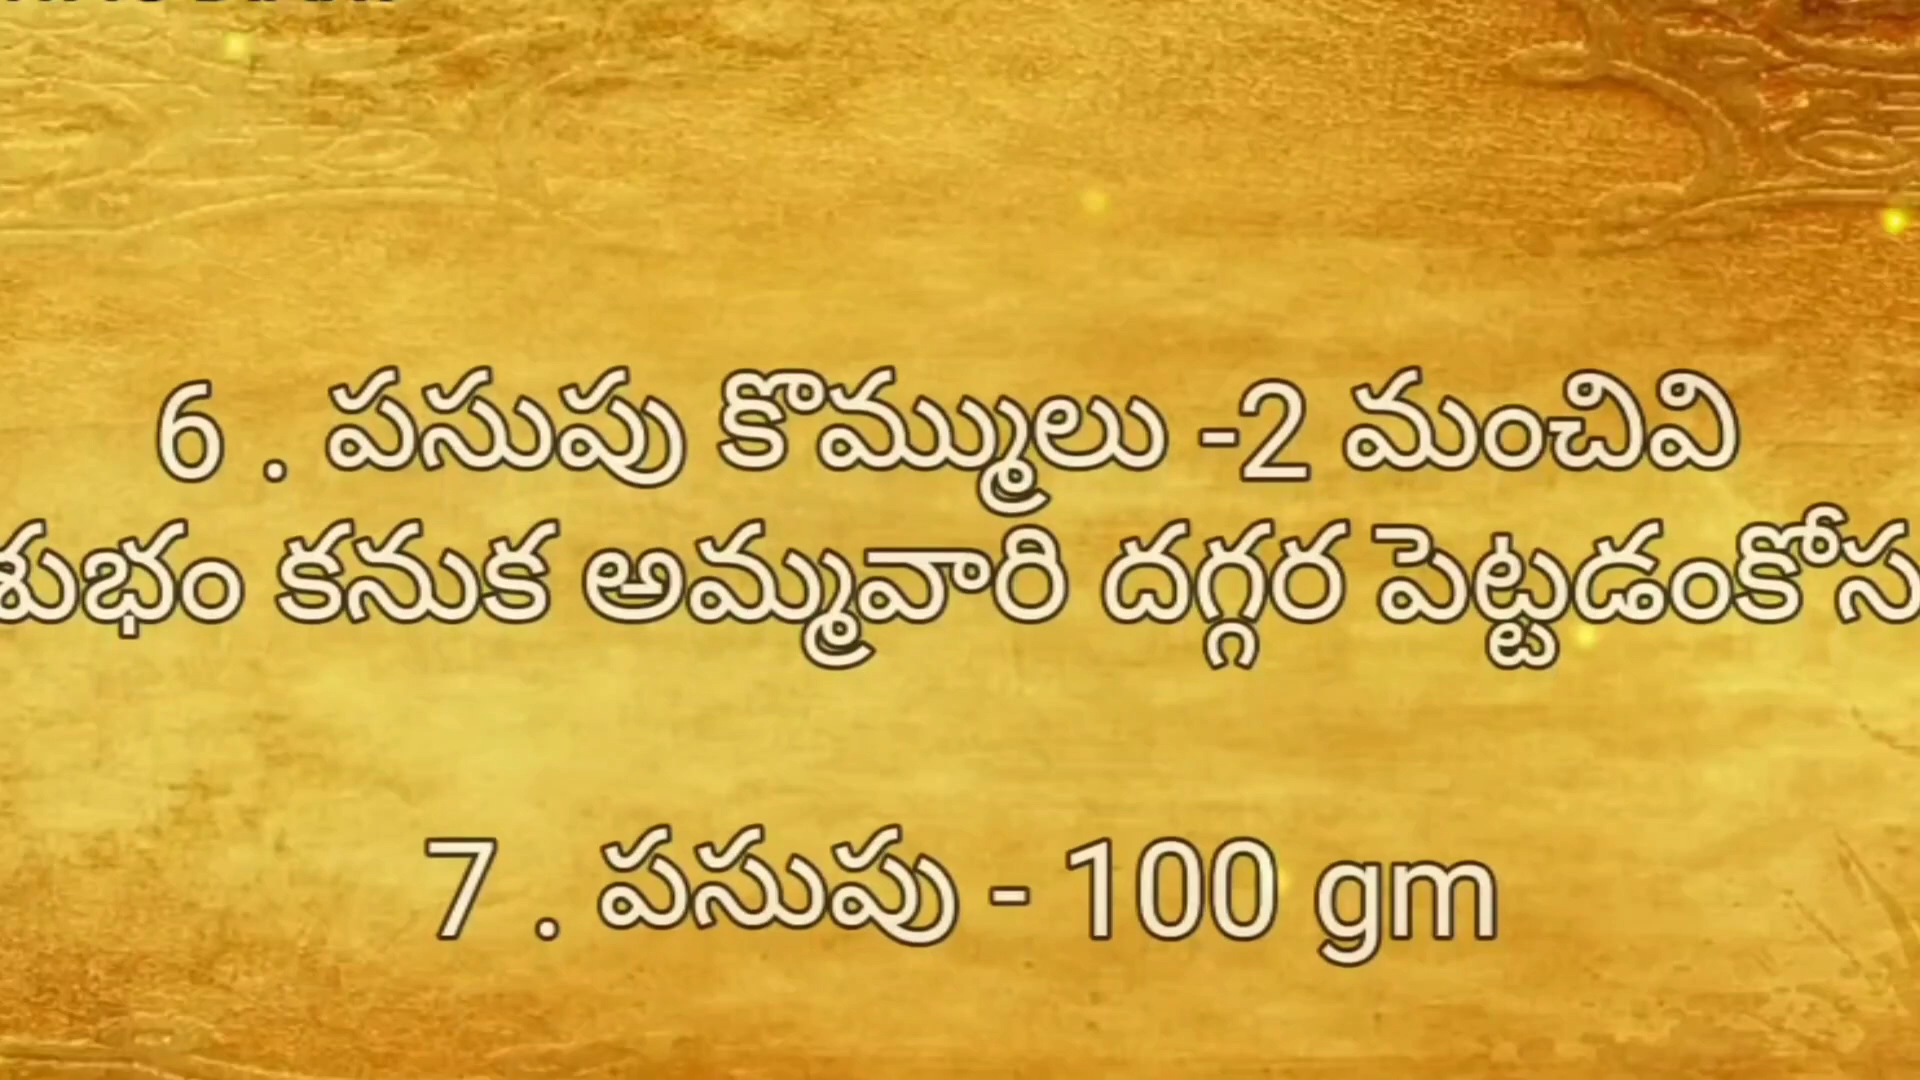 6 . పసుపు కొమ్ములు -2 మంచివి
శుభం కనుక అమ్మవారి దగ్గర పెట్టడంకోస
7 . పసుపు - 100 gm